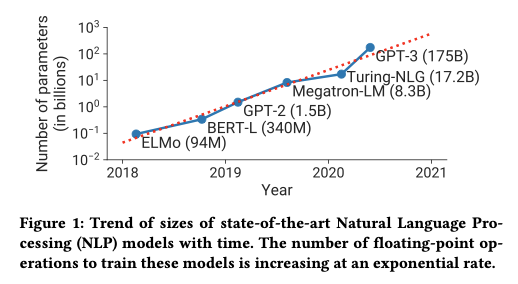 Number of parameters
(in billions)
10³
10²
10¹
10⁰
10⁻¹
10⁻²
GPT-3 (175B)
Turing-NLG (17.2B)
Megatron-LM (8.3B)
GPT-2 (1.5B)
BERT-L (340M)
ELMo (94M)
2018 2019 2020 2021
Year
Figure 1: Trend of sizes of state-of-the-art Natural Language Pro-
cessing (NLP) models with time. The number of floating-point op-
erations to train these models is increasing at an exponential rate.